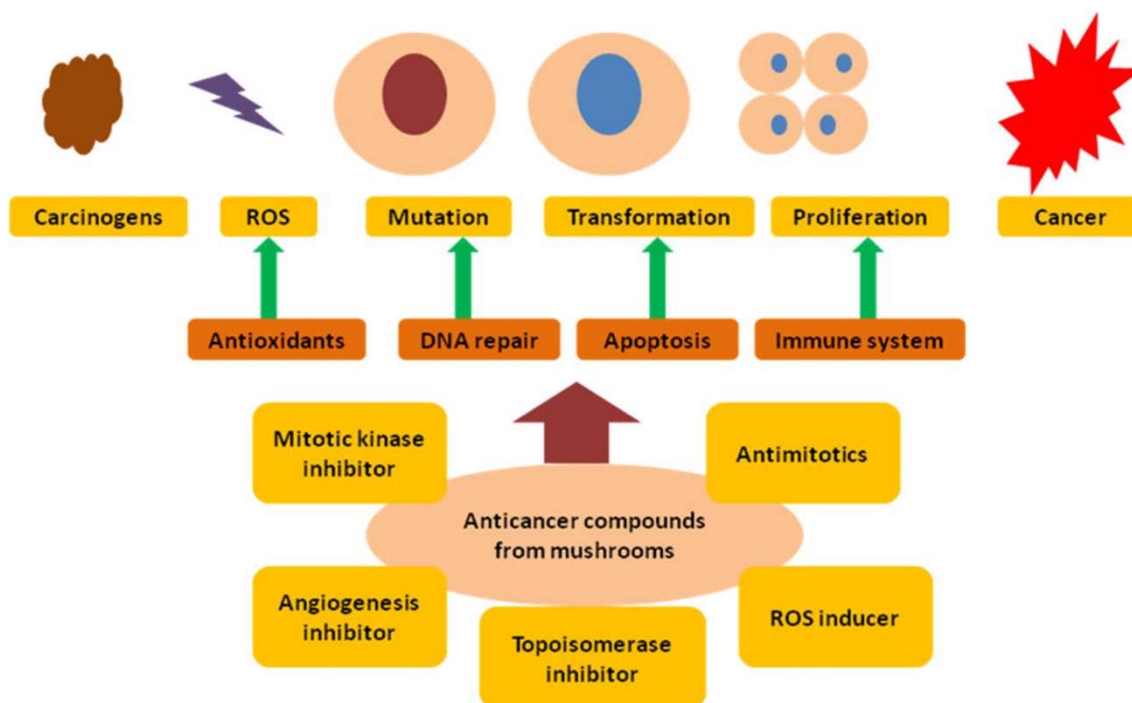 Carcinogens
ROS
Mutation
Transformation
Proliferation
Cancer
Antioxidants
DNA repair
Apoptosis
Immune system
Mitotic kinase
inhibitor
Antimitotics
Anticancer compounds
from mushrooms
Angiogenesis
inhibitor
Topoisomerase
inhibitor
ROS inducer